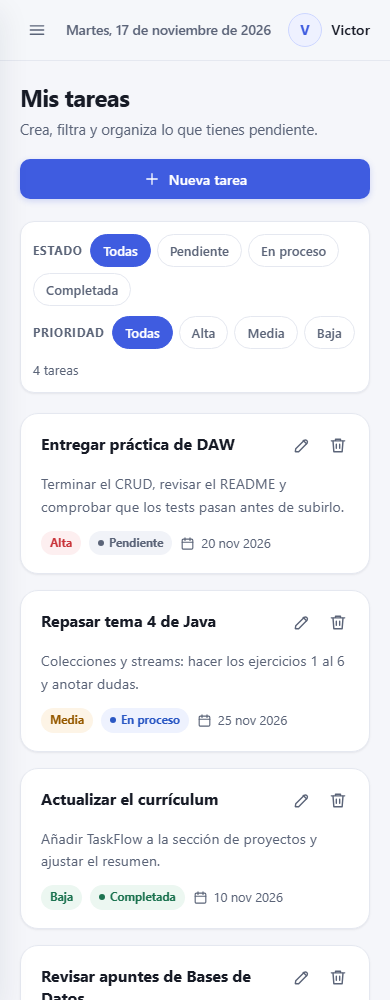 Martes, 17 de noviembre de 2026
V
Victor
Mis tareas
Crea, filtra y organiza lo que tienes pendiente.
+ Nueva tarea
ESTADO Todas Pendiente En proceso
Completada
PRIORIDAD Todas Alta Media Baja
4 tareas
Entregar práctica de DAW
Terminar el CRUD, revisar el README y
comprobar que los tests pasan antes de subirlo.
Alta Pendiente 20 nov 2026
Repasar tema 4 de Java
Colecciones y streams: hacer los ejercicios 1 al 6
y anotar dudas.
Media En proceso 25 nov 2026
Actualizar el currículum
Añadir TaskFlow a la sección de proyectos y
ajustar el resumen.
Baja Completada 10 nov 2026
Revisar apuntes de Bases de
Datos